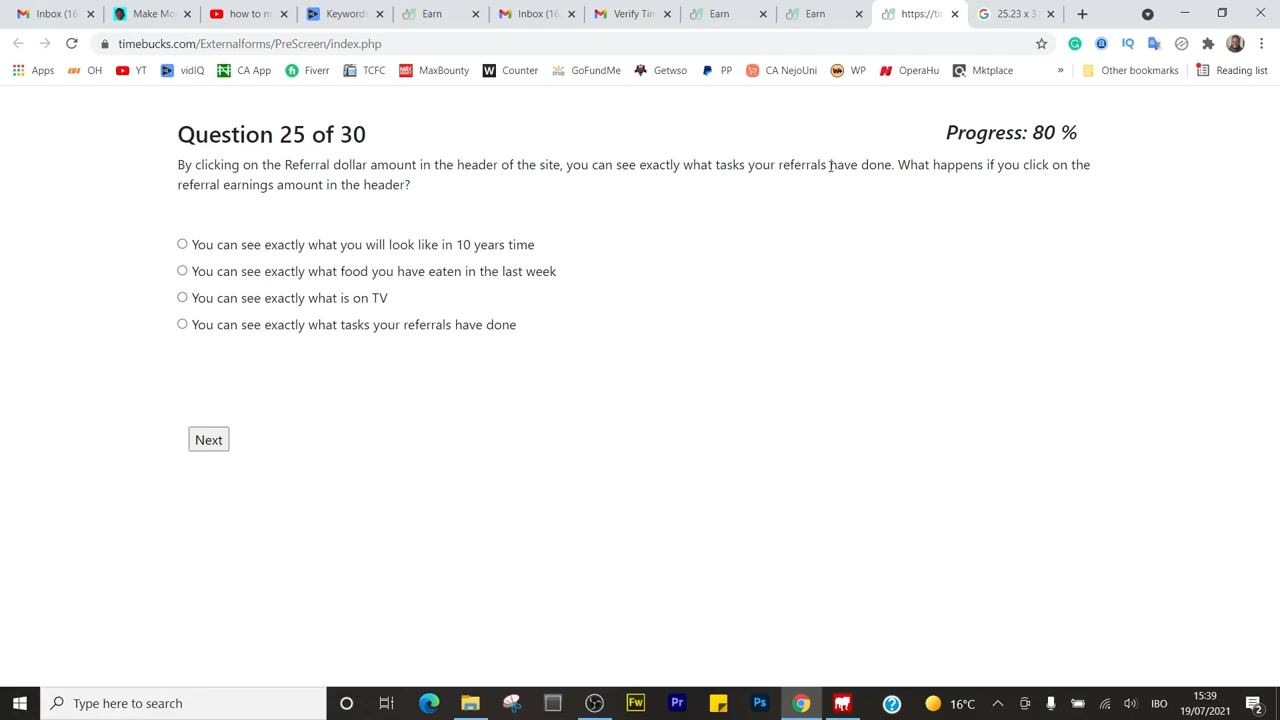 Inbox (16.
Make Mo
how to m
Keywords
Earn
Inbox (16
Verify Tir
Earn
Earn
https://tir
25.23 x 3
timebucks.com/Externalforms/PreScreen/index.php
Apps
OH
YT
vidIQ
CA App
Fiverr
TCFC
MaxBounty
Counter
GoFundMe
Getwso
PP
CA NejoUni
WP
OperaHu
Mktplace
»
Other bookmarks
Reading list
Question 25 of 30
Progress: 80 %
By clicking on the Referral dollar amount in the header of the site, you can see exactly what tasks your referrals have done. What happens if you click on the
referral earnings amount in the header?
You can see exactly what you will look like in 10 years time
You can see exactly what food you have eaten in the last week
You can see exactly what is on TV
You can see exactly what tasks your referrals have done
Next
Type here to search
16°C
IBO
15:39
19/07/2021
2